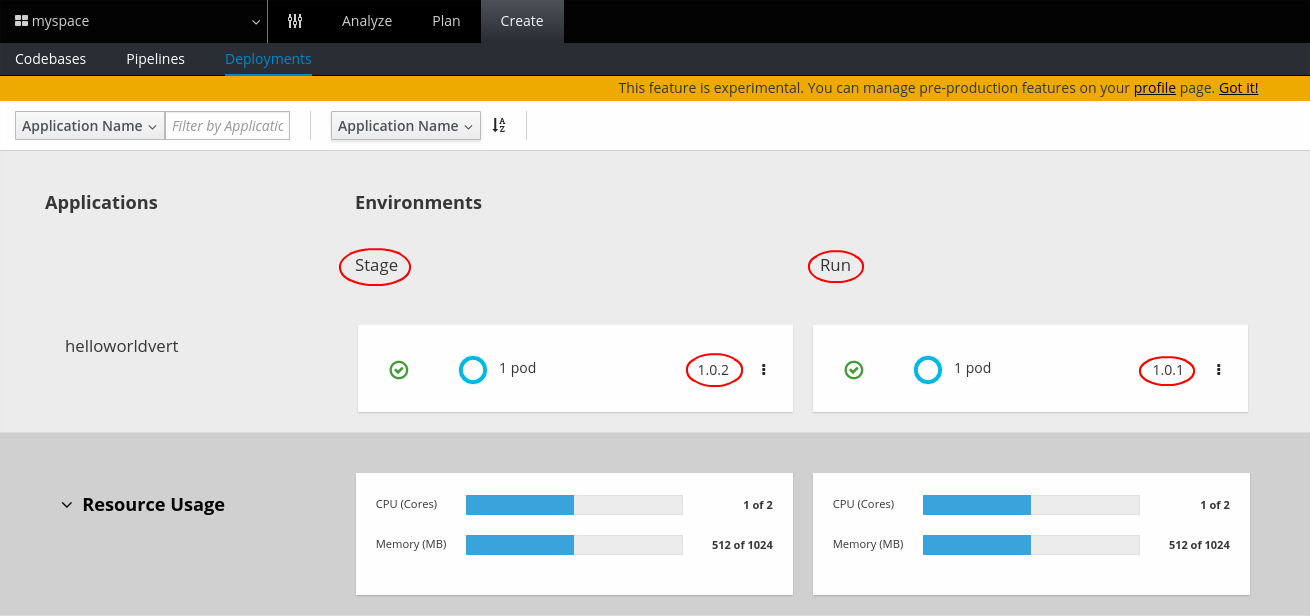 myspace
Analyze Plan Create
Codebases Pipelines Deployments
This feature is experimental. You can manage pre-production features on your profile page. Got it!
Application Name Filter by Applicatic Application Name A Z
Applications Environments
Stage Run
helloworldvert
1 pod 1.0.2 1 pod 1.0.1
Resource Usage
CPU (Cores) 1 of 2 CPU (Cores) 1 of 2
Memory (MB) 512 of 1024 Memory (MB) 512 of 1024